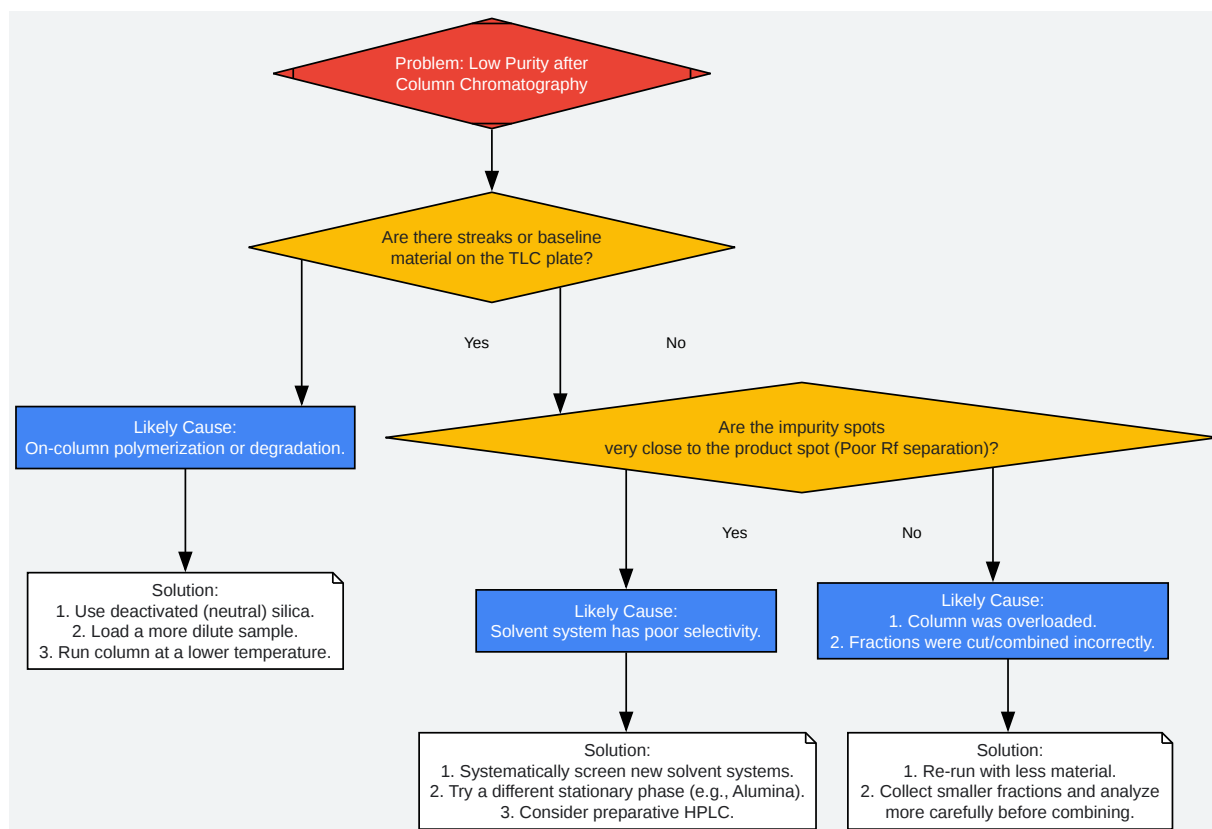 Problem: Low Purity after
Column Chromatography
Are there streaks or baseline
material on the TLC plate?
Yes
No
Likely Cause:
On-column polymerization or degradation.
Are the impurity spots
very close to the product spot (Poor Rf separation)?
Yes
No
Solution:
1. Use deactivated (neutral) silica.
2. Load a more dilute sample.
3. Run column at a lower temperature.
Likely Cause:
Solvent system has poor selectivity.
Likely Cause:
1. Column was overloaded.
2. Fractions were cut/combined incorrectly.
Solution:
1. Systematically screen new solvent systems.
2. Try a different stationary phase (e.g., Alumina).
3. Consider preparative HPLC.
Solution:
1. Re-run with less material.
2. Collect smaller fractions and analyze
more carefully before combining.